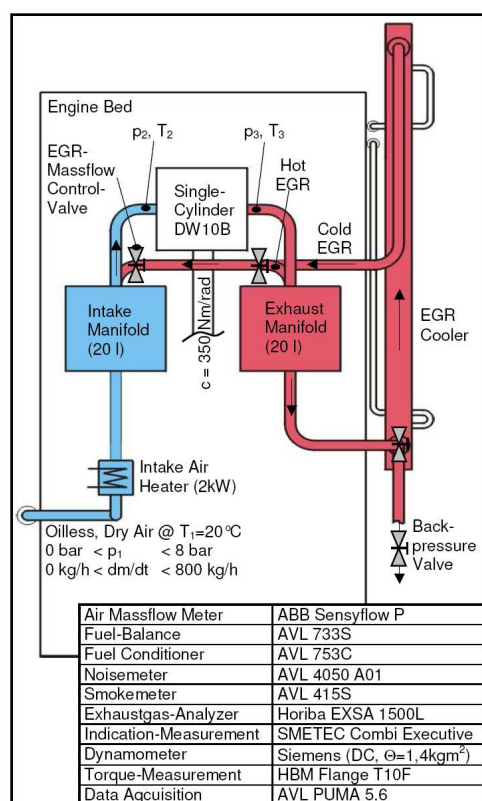 Engine Bed
p2, T2
p3, T3
EGR-
Massflow
Control-
Valve
Single-
Cylinder
DW10B
Hot
EGR
Cold
EGR
Intake
Manifold
(20 l)
c = 350 Nm/rad
Exhaust
Manifold
(20 l)
EGR
Cooler
Intake Air
Heater (2kW)
Oilless, Dry Air @ T1=20°C
0 bar < p1 < 8 bar
0 kg/h < dm/dt < 800 kg/h
Back-
pressure
Valve
Air Massflow Meter ABB Sensyflow P
Fuel-Balance AVL 733S
Fuel Conditioner AVL 753C
Noisemeter AVL 4050 A01
Smokemeter AVL 415S
Exhaustgas-Analyzer Horiba EXSA 1500L
Indication-Measurement SMETEC Combi Executive
Dynamometer Siemens (DC, Θ=1,4kgm²)
Torque-Measurement HBM Flange T10F
Data Aqcuisition AVL PUMA 5.6